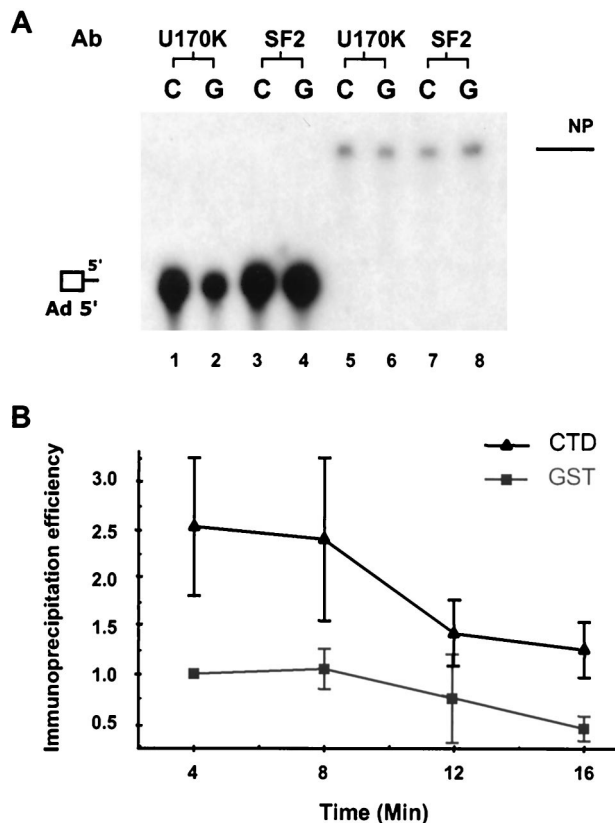 A
Ab U170K SF2 U170K SF2
C G C G C G C G
NP
5'
Ad 5'
1 2 3 4 5 6 7 8
B
Immunoprecipitation efficiency
3.0
2.5
2.0
1.5
1.0
0.5
CTD
GST
4 8 12 16
Time (Min)